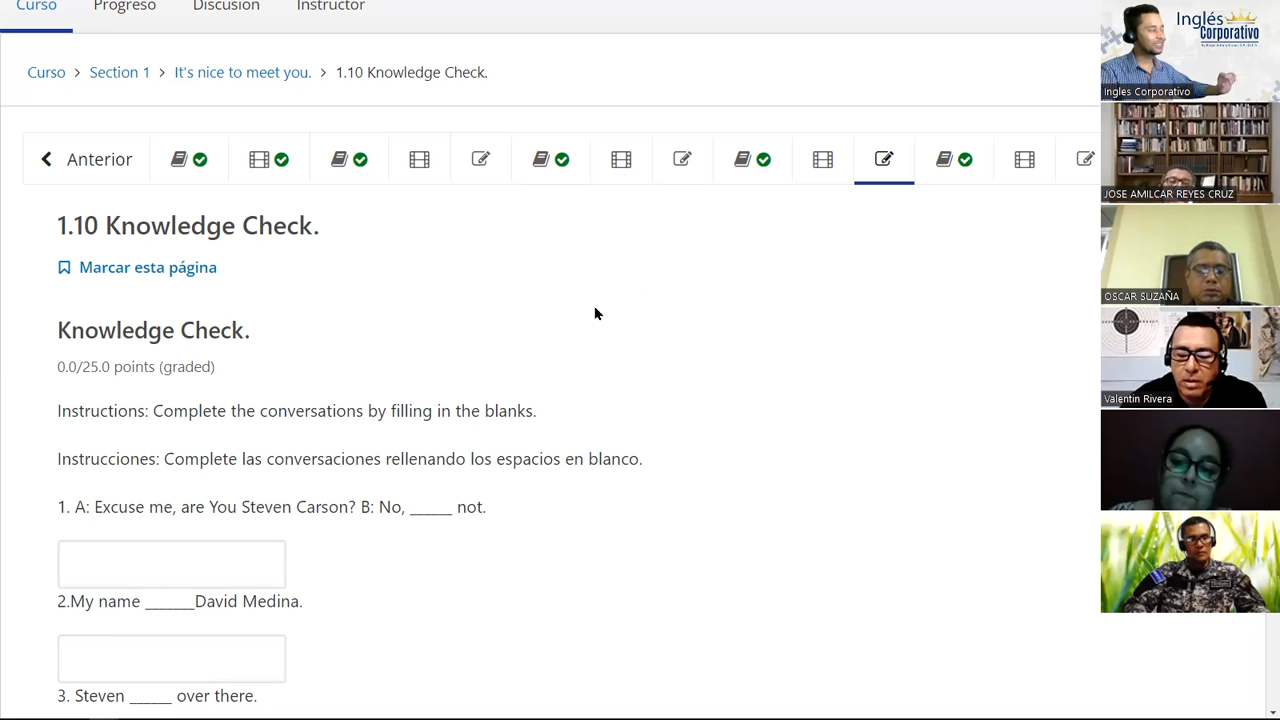 Curso Progreso Discusión Instructor
Inglés
Corporativo
Curso > Section 1 > It's nice to meet you. > 1.10 Knowledge Check.
Ingles Corporativo
Anterior
JOSE AMILCAR REYES CRUZ
1.10 Knowledge Check.
Marcar esta página
OSCAR SUZAÑA
Knowledge Check.
0.0/25.0 points (graded)
Valentin Rivera
Instructions: Complete the conversations by filling in the blanks.
Instrucciones: Complete las conversaciones rellenando los espacios en blanco.
1. A: Excuse me, are You Steven Carson? B: No, _____ not.
2.My name ______David Medina.
3. Steven _____ over there.